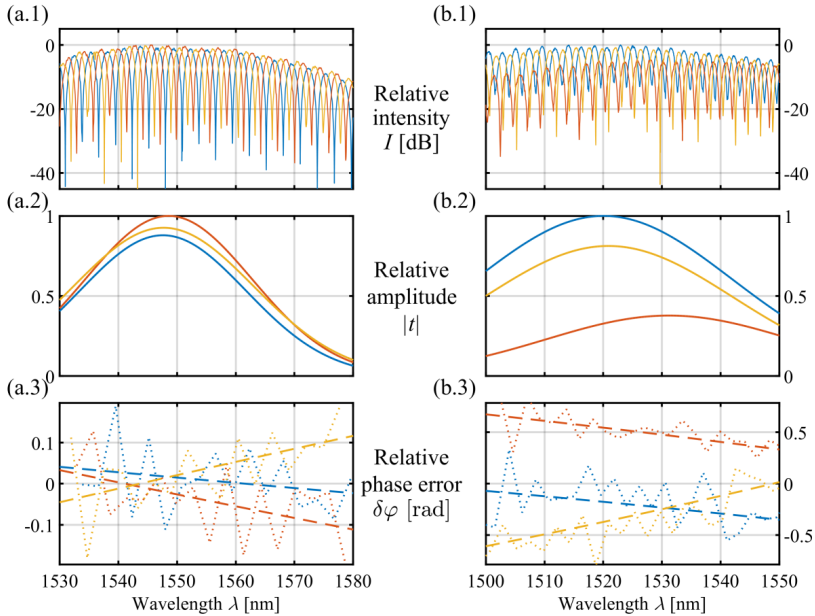 (a.1)
(b.1)
0
-20
-40
Relative
intensity
I [dB]
0
-20
-40
(a.2)
(b.2)
1
0.5
0
Relative
amplitude
|t|
1
0.5
0
(a.3)
(b.3)
0.1
0
-0.1
Relative
phase error
δφ [rad]
0.5
0
-0.5
1530 1540 1550 1560 1570 1580
1500 1510 1520 1530 1540 1550
Wavelength λ [nm]
Wavelength λ [nm]